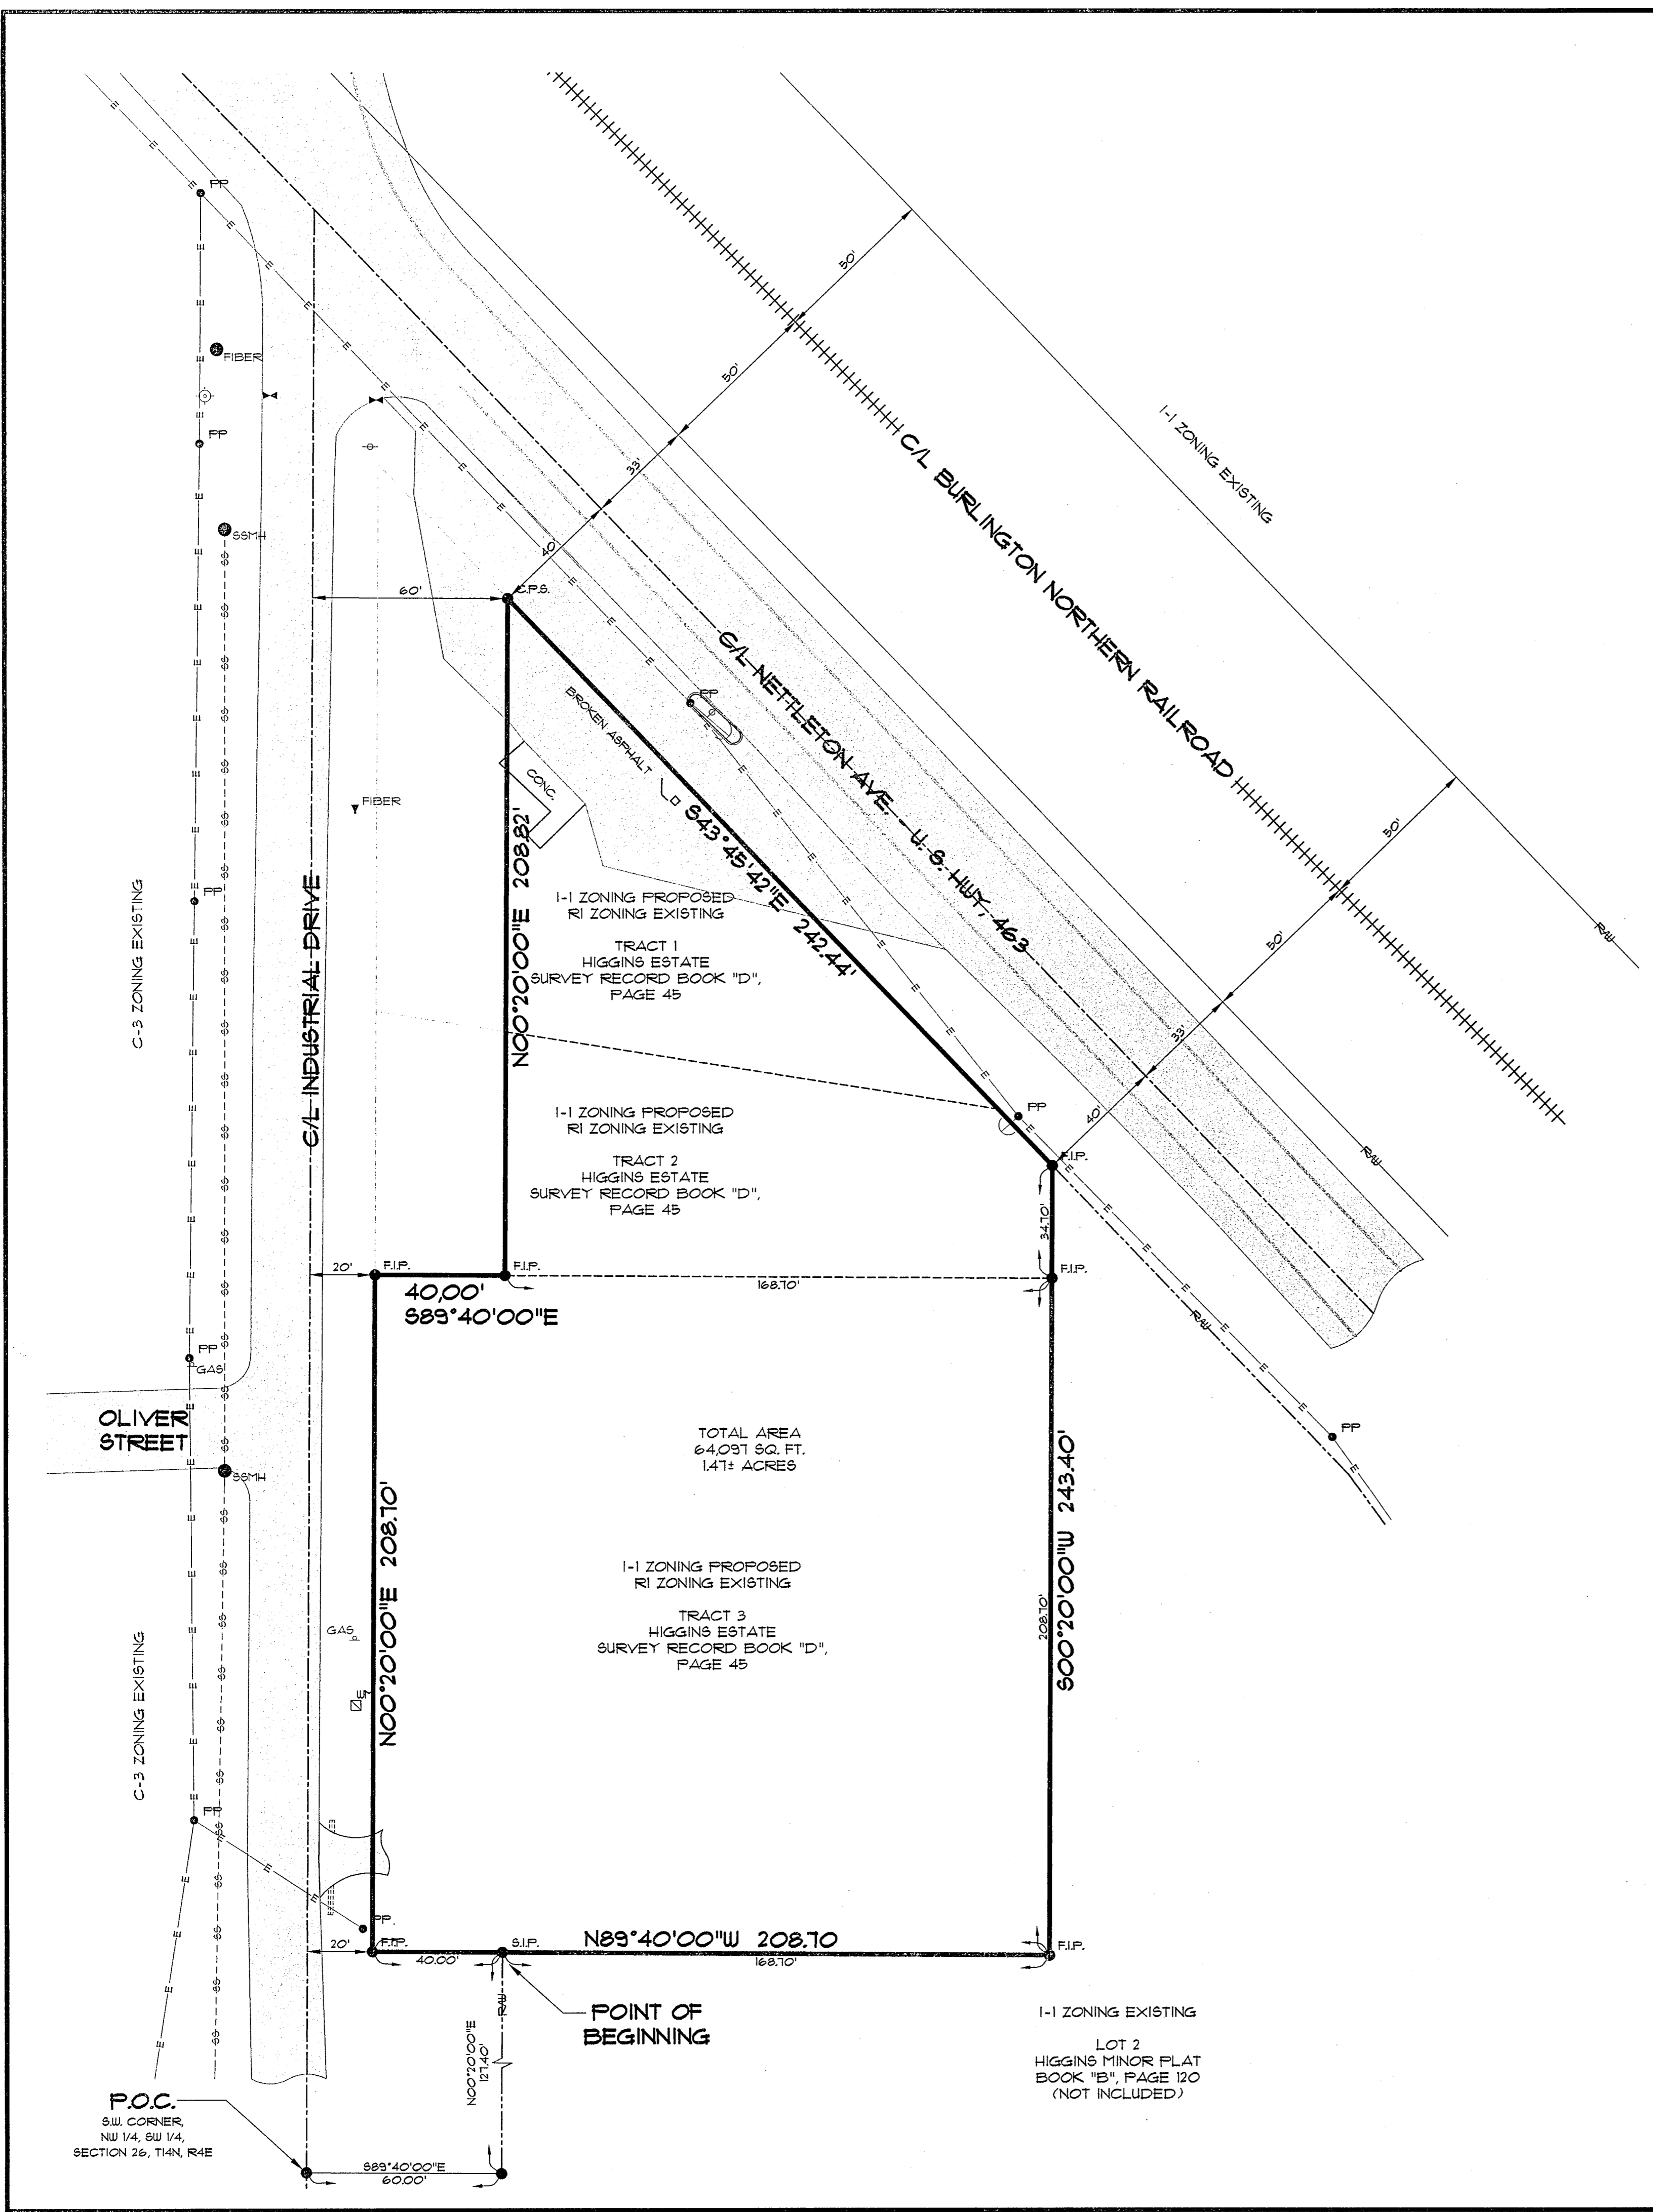 PP
FIBER
PP
SSMH
50'
50'
33'
40'
I-1 ZONING EXISTING
C/L BURLINGTON NORTHERN RAILROAD
60'
C.P.S.
C/L NETTLETON AVE. - U. S. HWY. 463
PP
BROKEN ASPHALT
CONC.
FIBER
S43°45'42"E 242.44'
N00°20'00"E 208.82'
50'
50'
33'
40'
R/W
R/W
R/W
C-3 ZONING EXISTING
PP
C/L INDUSTRIAL DRIVE
I-1 ZONING PROPOSED
R1 ZONING EXISTING
TRACT 1
HIGGINS ESTATE
SURVEY RECORD BOOK "D",
PAGE 45
I-1 ZONING PROPOSED
R1 ZONING EXISTING
TRACT 2
HIGGINS ESTATE
SURVEY RECORD BOOK "D",
PAGE 45
PP
F.I.P.
34.70'
20'
F.I.P.
F.I.P.
168.70'
F.I.P.
40.00'
S89°40'00"E
PP
GAS
OLIVER
STREET
SSMH
TOTAL AREA
64,097 SQ. FT.
1.47± ACRES
PP
N00°20'00"E 208.70'
S00°20'00"W 243.40'
208.70'
I-1 ZONING PROPOSED
R1 ZONING EXISTING
TRACT 3
HIGGINS ESTATE
SURVEY RECORD BOOK "D",
PAGE 45
GAS
C-3 ZONING EXISTING
PP
PP
20'
F.I.P.
S.I.P.
N89°40'00"W 208.70
F.I.P.
40.00'
168.70'
POINT OF
BEGINNING
R/W
N00°20'00"E
127.40'
I-1 ZONING EXISTING
LOT 2
HIGGINS MINOR PLAT
BOOK "B", PAGE 120
(NOT INCLUDED)
P.O.C.
S.W. CORNER,
NW 1/4, SW 1/4,
SECTION 26, T14N, R4E
S89°40'00"E
60.00'